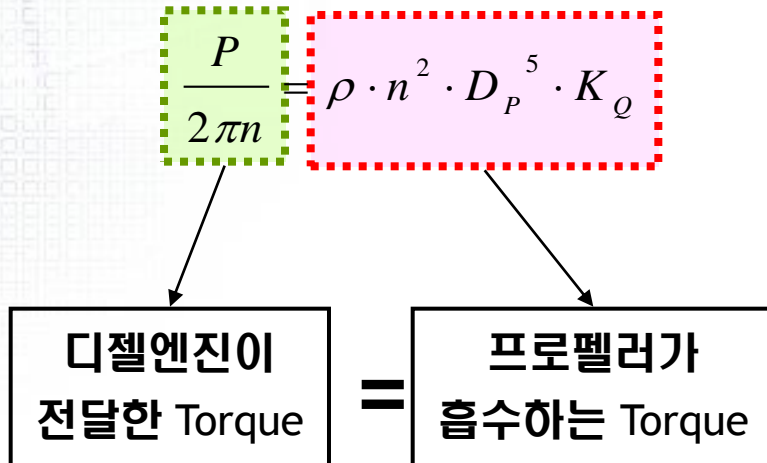 P / 2πn = ρ · n² · D_P⁵ · K_Q
디젤엔진이
전달한 Torque
=
프로펠러가
흡수하는 Torque